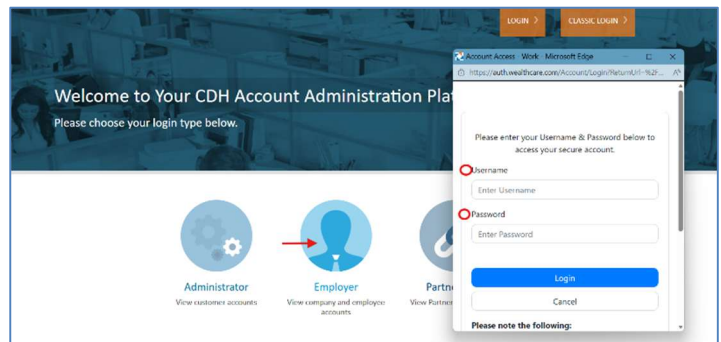 LOGIN >
CLASSIC LOGIN >
Welcome to Your CDH Account Administration Plat
Please choose your login type below.
Administrator
View customer accounts
Employer
View company and employee
accounts
Partn
View Partner
Account Access - Work - Microsoft Edge
https://auth.wealthcare.com/Account/Login/ReturnUrl=%2F...
Please enter your Username & Password below to
access your secure account.
Username
Enter Username
Password
Enter Password
Login
Cancel
Please note the following: